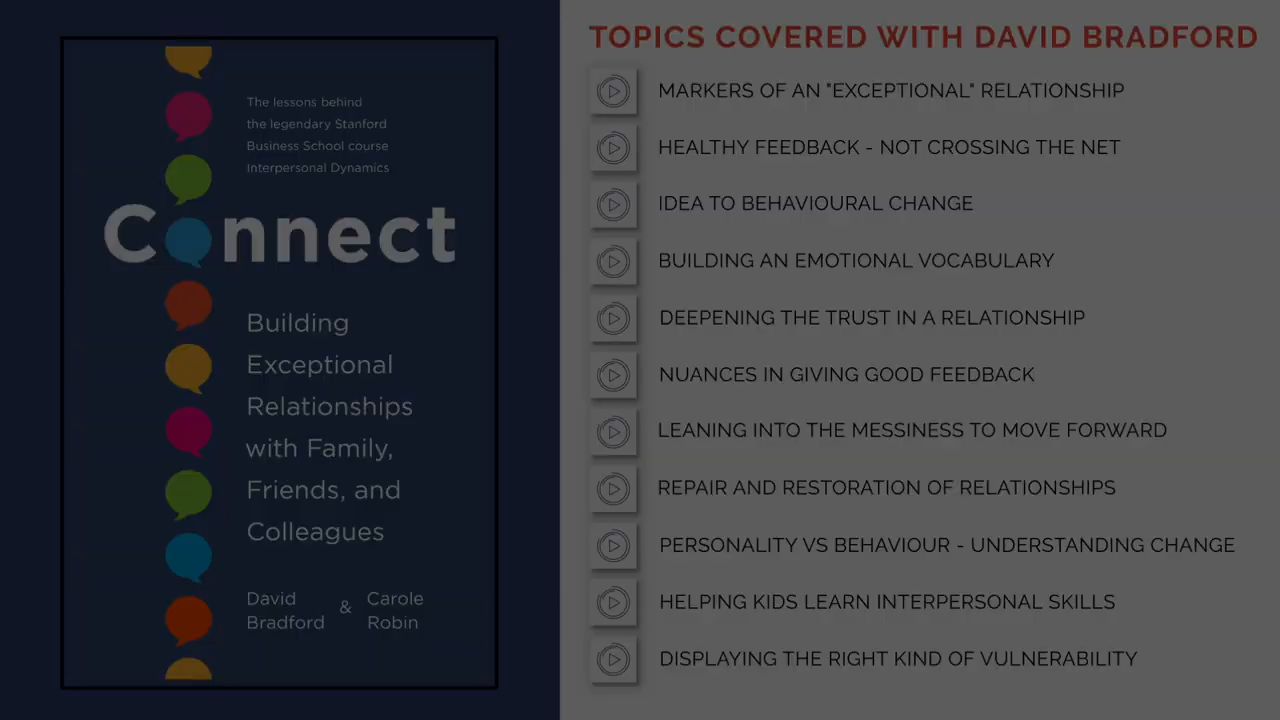 The lessons behind
the legendary Stanford
Business School course
Interpersonal Dynamics
Connect
Building
Exceptional
Relationships
with Family,
Friends, and
Colleagues
David Bradford & Carole Robin
TOPICS COVERED WITH DAVID BRADFORD
MARKERS OF AN "EXCEPTIONAL" RELATIONSHIP
HEALTHY FEEDBACK - NOT CROSSING THE NET
IDEA TO BEHAVIOURAL CHANGE
BUILDING AN EMOTIONAL VOCABULARY
DEEPENING THE TRUST IN A RELATIONSHIP
NUANCES IN GIVING GOOD FEEDBACK
LEANING INTO THE MESSINESS TO MOVE FORWARD
REPAIR AND RESTORATION OF RELATIONSHIPS
PERSONALITY VS BEHAVIOUR - UNDERSTANDING CHANGE
HELPING KIDS LEARN INTERPERSONAL SKILLS
DISPLAYING THE RIGHT KIND OF VULNERABILITY